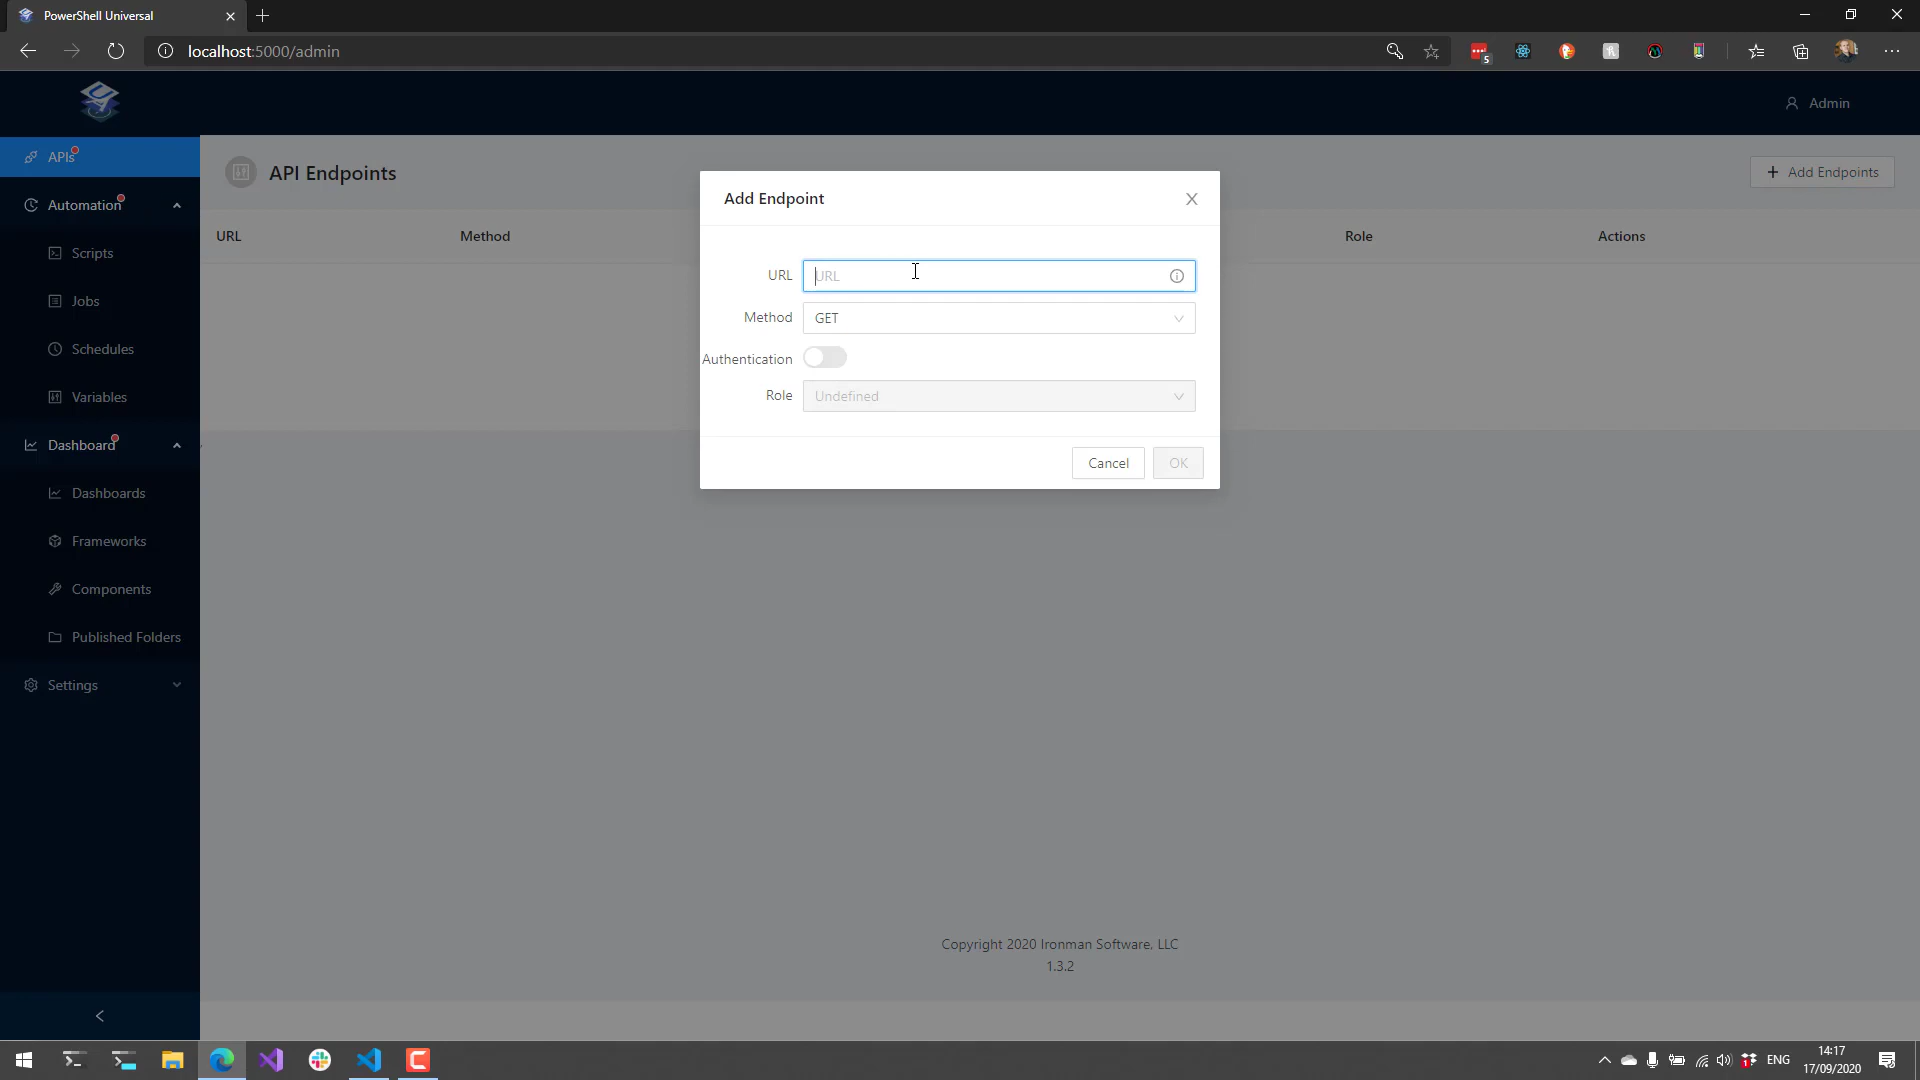 PowerShell Universal
localhost:5000/admin
5
Admin
APIs
API Endpoints
Add Endpoints
Add Endpoint
Automation
URL
Method
Role
Actions
Scripts
URL
URL
Jobs
Method
GET
Schedules
Authentication
Variables
Role
Undefined
Dashboard
Cancel
OK
Dashboards
Frameworks
Components
Published Folders
Settings
Copyright 2020 Ironman Software, LLC
1.3.2
ENG
14:17
17/09/2020